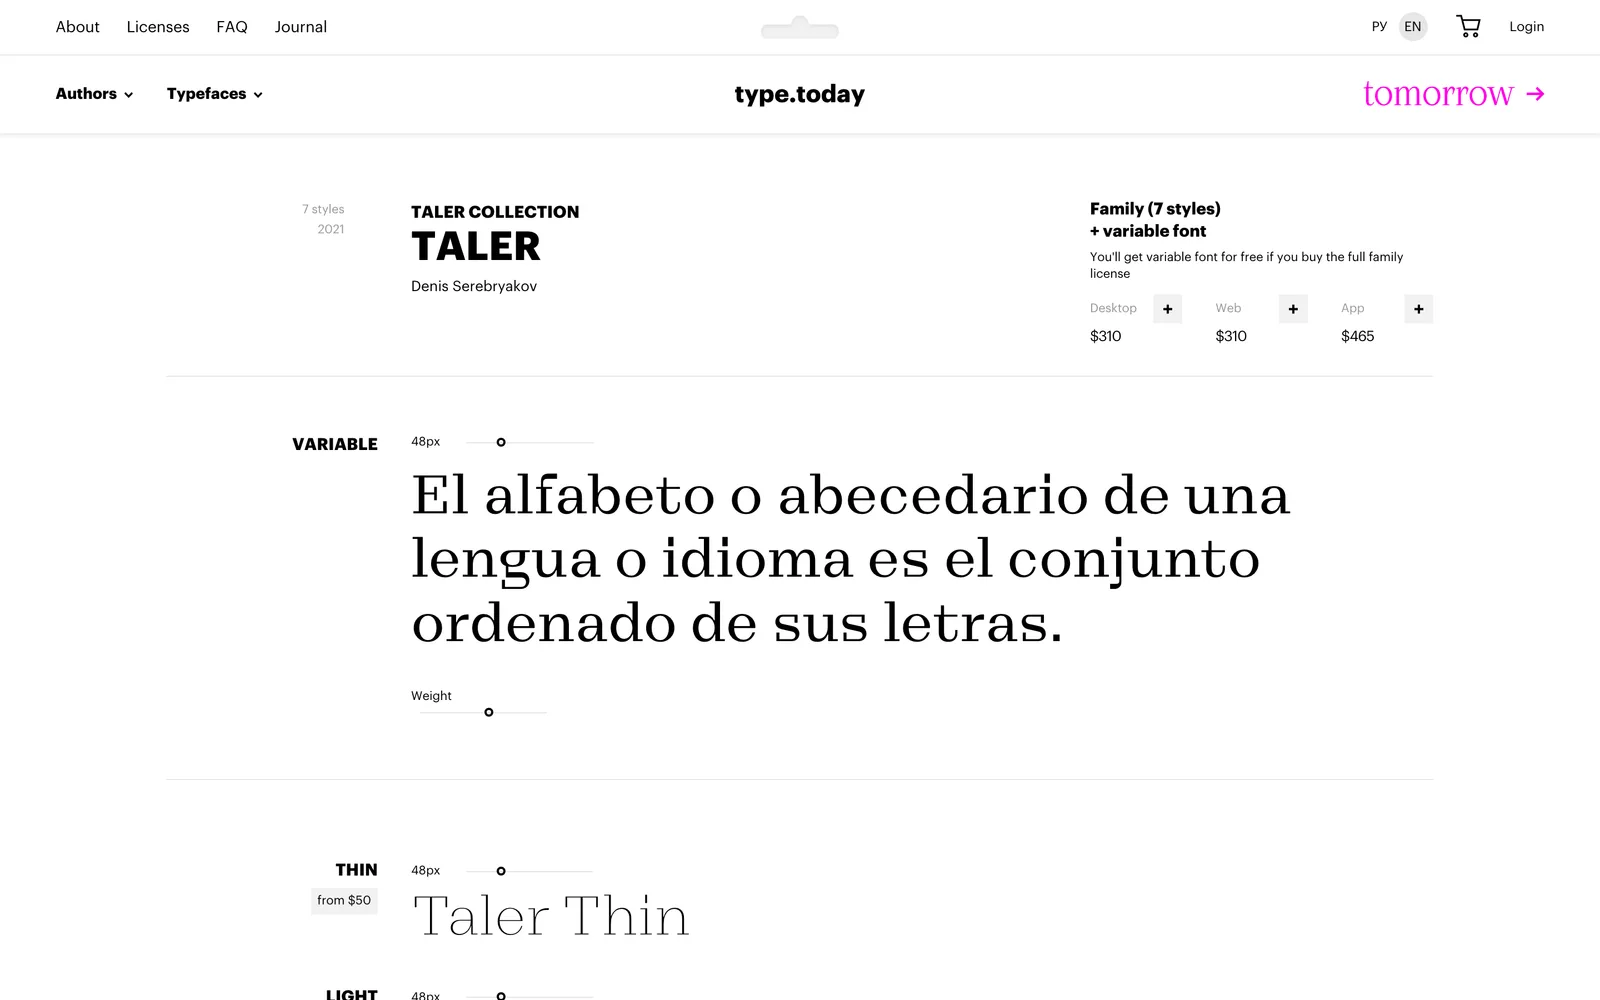 About Licenses FAQ Journal
РУ EN Login
Authors Typefaces
type.today
tomorrow →
7 styles
2021
TALER COLLECTION
TALER
Denis Serebryakov
Family (7 styles)
+ variable font
You'll get variable font for free if you buy the full family
license
Desktop + Web + App +
$310 $310 $465
VARIABLE
48px
El alfabeto o abecedario de una
lengua o idioma es el conjunto
ordenado de sus letras.
Weight
THIN
48px
from $50
Taler Thin
LIGHT
48px